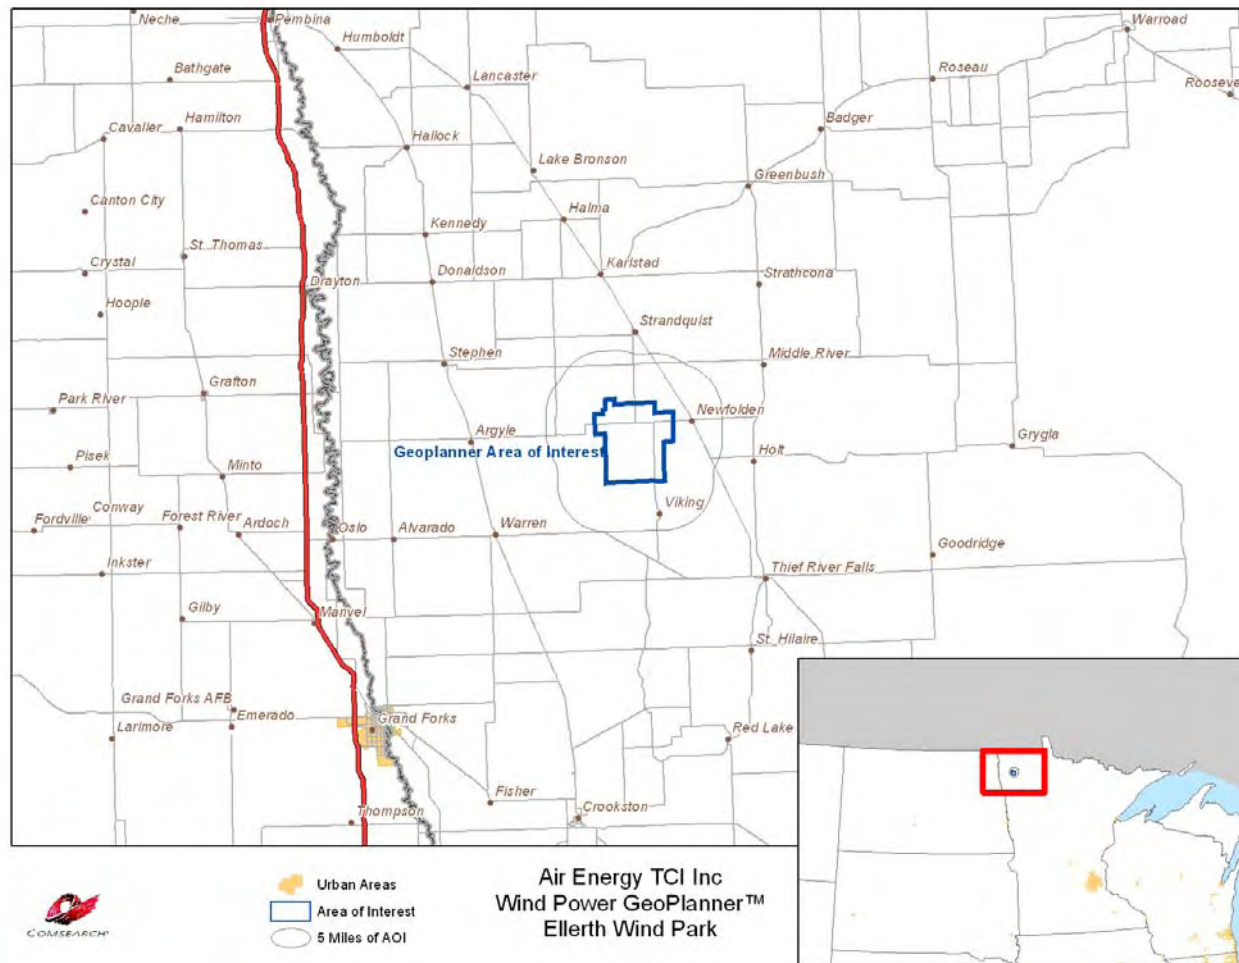 Neche
Pembina
Humboldt
Warroad
Bathgate
Lancaster
Roseau
Rooseve
Hamilton
Cavalier
Hallock
Badger
Lake Bronson
Greenbush
Canton City
Halma
Kennedy
St. Thomas
Crystal
Karlstad
Donaldson
Strathcona
Drayton
Hoople
Strandquist
Stephen
Middle River
Grafton
Park River
Newfolden
Argyle
Grygla
Geoplanner Area of Interest
Holt
Pisek
Minto
Conway
Viking
Fordville
Forest River
Ardoch
Oslo
Alvarado
Warren
Goodridge
Inkster
Thief River Falls
Gilby
Manvel
St. Hilaire
Grand Forks AFB
Emerado
Grand Forks
Larimore
Red Lake
Fisher
Crookston
Thompson
COMSEARCH
Urban Areas
Area of Interest
5 Miles of AOI
Air Energy TCI Inc
Wind Power GeoPlanner™
Ellerth Wind Park